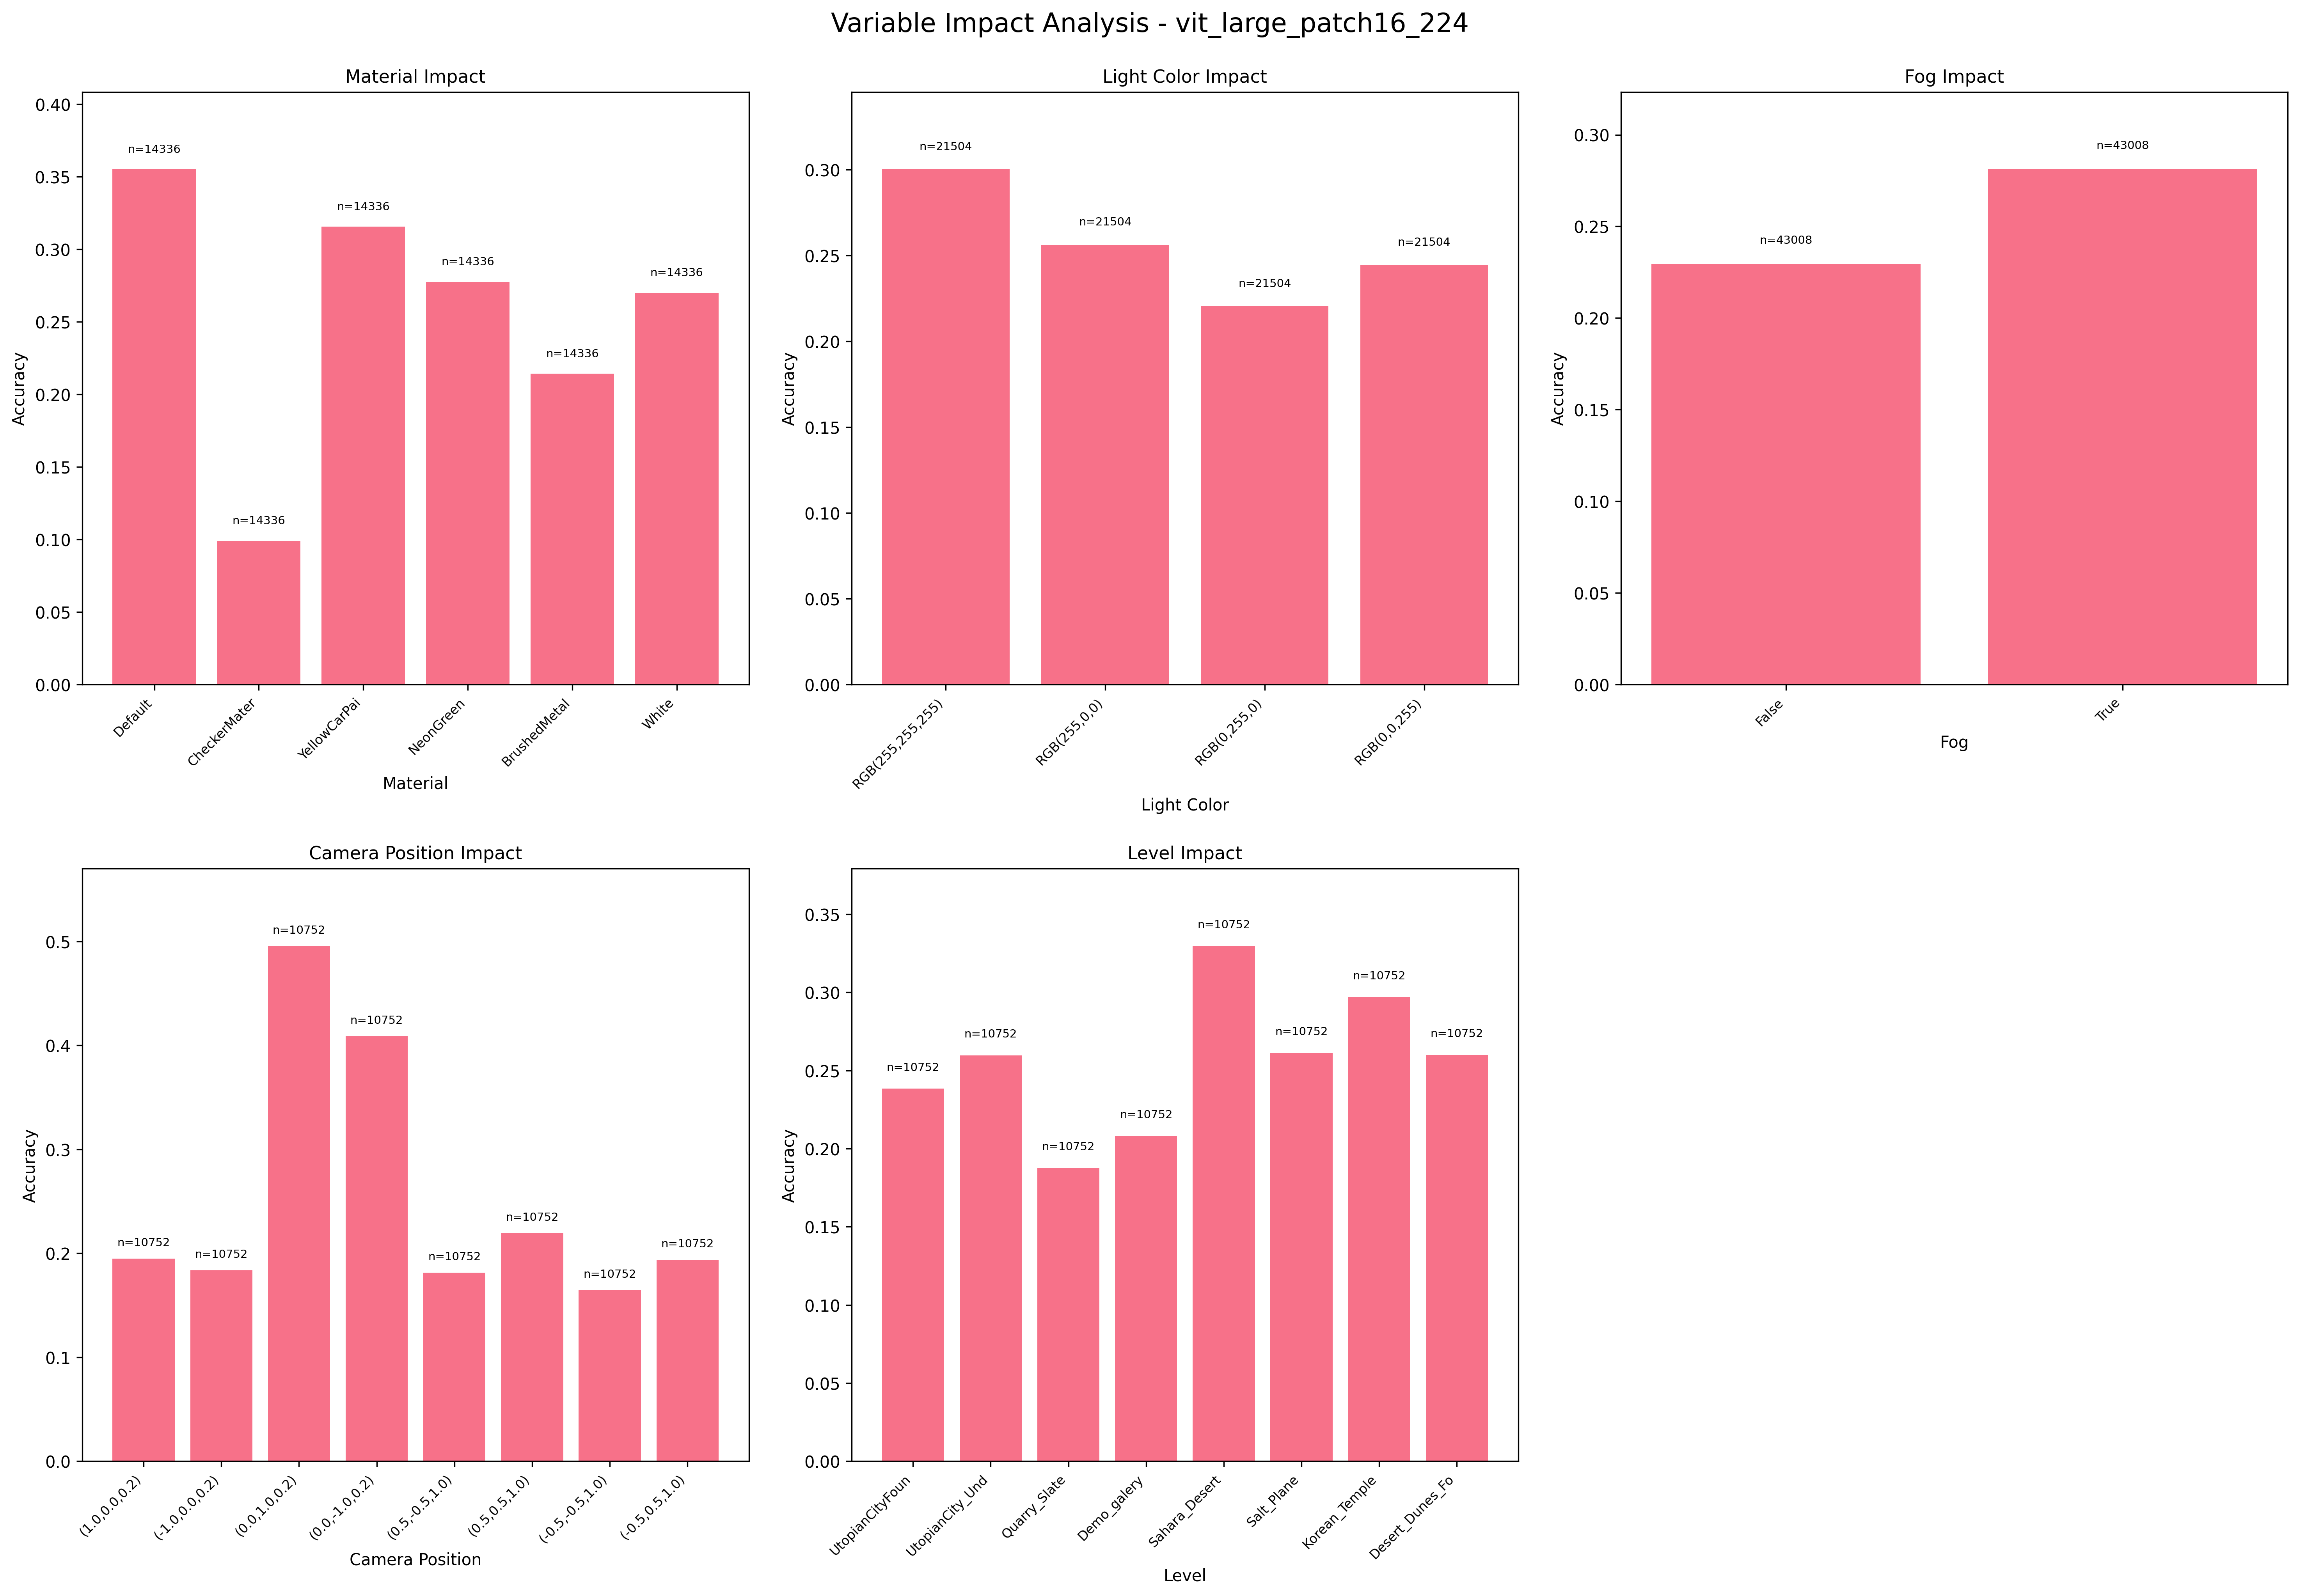 Variable Impact Analysis - vit_large_patch16_224
Material Impact
Accuracy
0.40
0.35
0.30
0.25
0.20
0.15
0.10
0.05
0.00
n=14336
n=14336
n=14336
n=14336
n=14336
n=14336
Default
CheckerMater
YellowCarPai
NeonGreen
BrushedMetal
White
Material
Light Color Impact
Accuracy
0.30
0.25
0.20
0.15
0.10
0.05
0.00
n=21504
n=21504
n=21504
n=21504
RGB(255,255,255)
RGB(255,0,0)
RGB(0,255,0)
RGB(0,0,255)
Light Color
Fog Impact
Accuracy
0.30
0.25
0.20
0.15
0.10
0.05
0.00
n=43008
n=43008
False
True
Fog
Camera Position Impact
Accuracy
0.5
0.4
0.3
0.2
0.1
0.0
n=10752
n=10752
n=10752
n=10752
n=10752
n=10752
n=10752
n=10752
(1.0,0.0,0.2)
(-1.0,0.0,0.2)
(0.0,1.0,0.2)
(0.0,-1.0,0.2)
(0.5,-0.5,1.0)
(0.5,0.5,1.0)
(-0.5,-0.5,1.0)
(-0.5,0.5,1.0)
Camera Position
Level Impact
Accuracy
0.35
0.30
0.25
0.20
0.15
0.10
0.05
0.00
n=10752
n=10752
n=10752
n=10752
n=10752
n=10752
n=10752
n=10752
UtopianCityFoun
UtopianCity_Und
Quarry_Slate
Demo_galery
Sahara_Desert
Salt_Plane
Korean_Temple
Desert_Dunes_Fo
Level